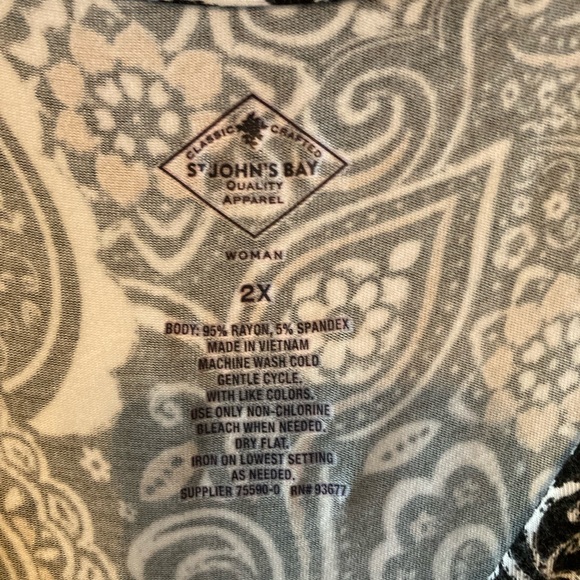 CLASSIC CRAFTED
ST JOHN'S BAY
QUALITY
APPAREL
WOMAN
2X
BODY: 95% RAYON, 5% SPANDEX
MADE IN VIETNAM
MACHINE WASH COLD
GENTLE CYCLE.
WITH LIKE COLORS.
USE ONLY NON-CHLORINE
BLEACH WHEN NEEDED.
DRY FLAT.
IRON ON LOWEST SETTING
AS NEEDED.
SUPPLIER 75590-0 RN# 93677